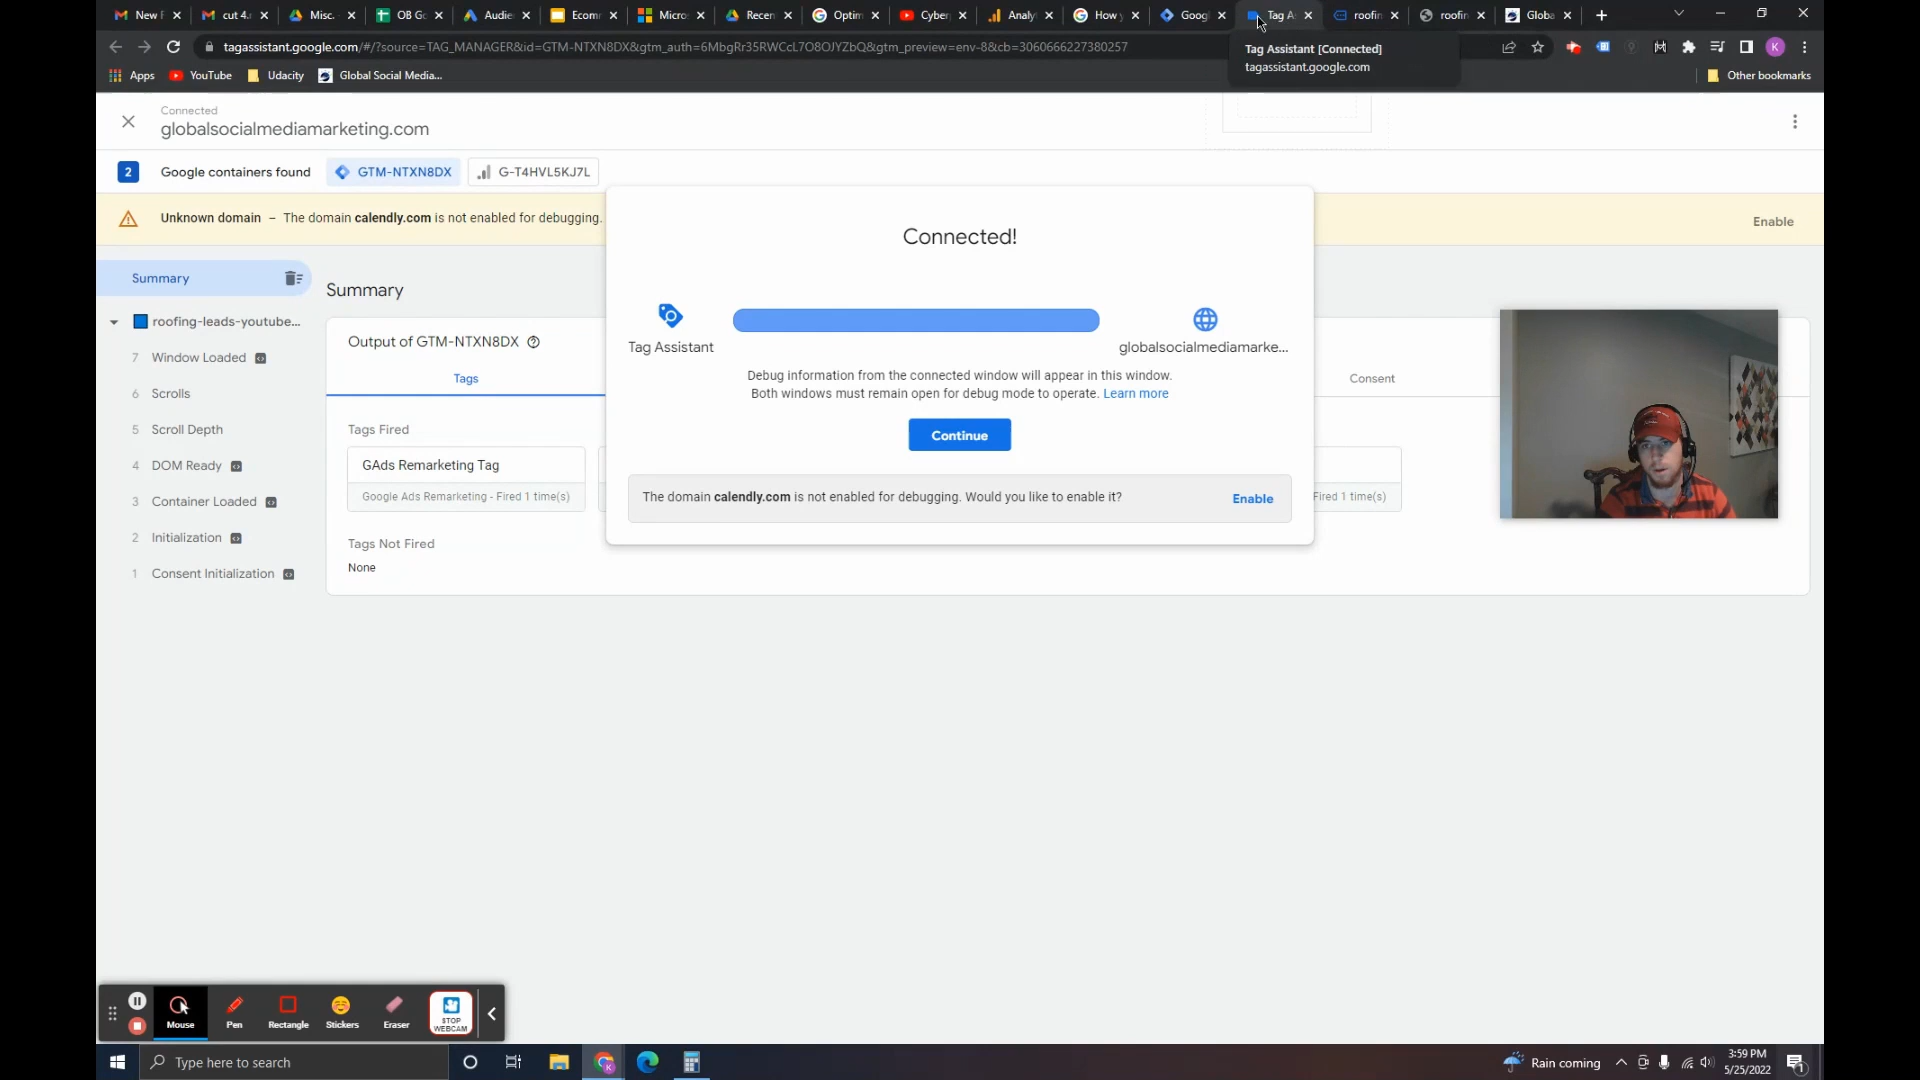 New F
cut 4.
Misc. -
OB Go
Audie
Ecomm
Micros
Recen
Optim
Cyber
Analyt
How y
Googl
Tag As
roofin
roofin
Globa
tagassistant.google.com/#/?source=TAG_MANAGER&id=GTM-NTXN8DX&gtm_auth=6MbgRr35RWCcL7O8OJYZbQ&gtm_preview=env-8&cb=3060666227380257
K
Tag Assistant [Connected]
tagassistant.google.com
Apps
YouTube
Udacity
Global Social Media...
Other bookmarks
Connected
globalsocialmediamarketing.com
2
Google containers found
GTM-NTXN8DX
G-T4HVL5KJ7L
Unknown domain – The domain calendly.com is not enabled for debugging.
Enable
Summary
roofing-leads-youtube...
7 Window Loaded
6 Scrolls
5 Scroll Depth
4 DOM Ready
3 Container Loaded
2 Initialization
1 Consent Initialization
Summary
Output of GTM-NTXN8DX
Tags
Consent
Tags Fired
GAds Remarketing Tag
Google Ads Remarketing - Fired 1 time(s)
Fired 1 time(s)
Tags Not Fired
None
Connected!
Tag Assistant
globalsocialmediamarke...
Debug information from the connected window will appear in this window.
Both windows must remain open for debug mode to operate. Learn more
Continue
The domain calendly.com is not enabled for debugging. Would you like to enable it?
Enable
Mouse
Pen
Rectangle
Stickers
Eraser
STOP
WEBCAM
Type here to search
Rain coming
3:59 PM
5/25/2022
1